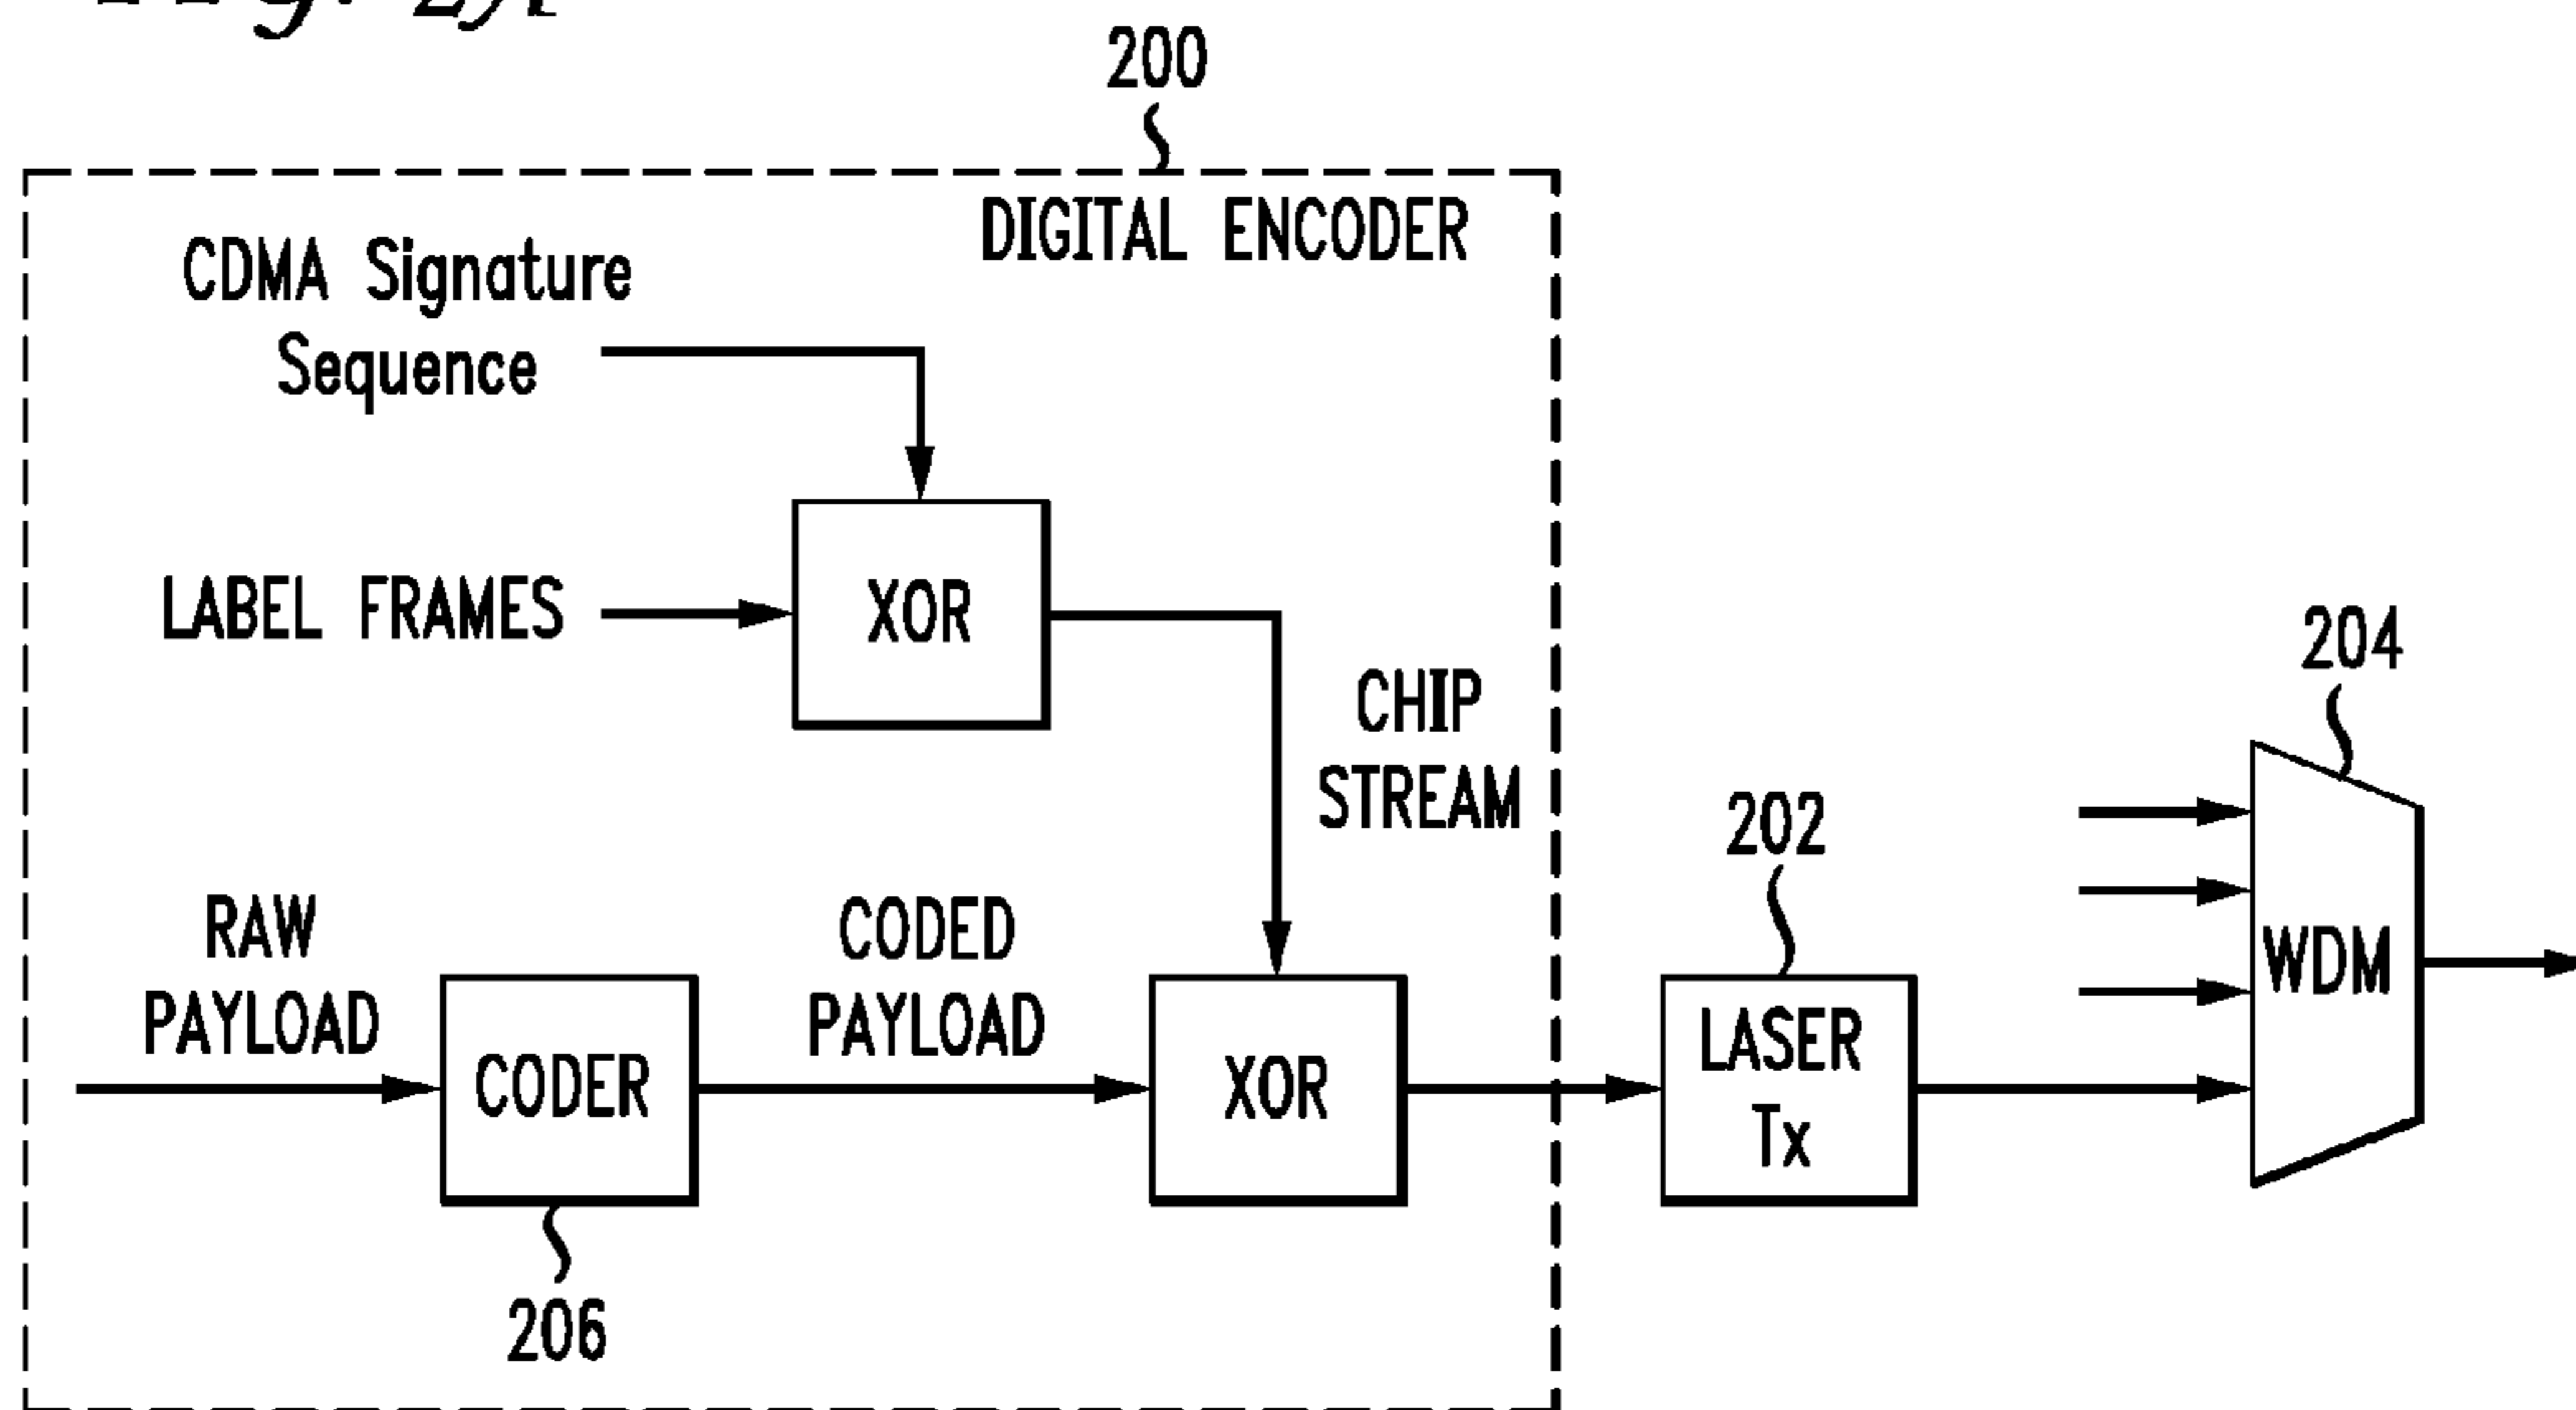 200
DIGITAL ENCODER
CDMA Signature
Sequence
LABEL FRAMES
XOR
CHIP
STREAM
204
202
WDM
RAW
PAYLOAD
CODED
PAYLOAD
CODER
XOR
LASER
Tx
206